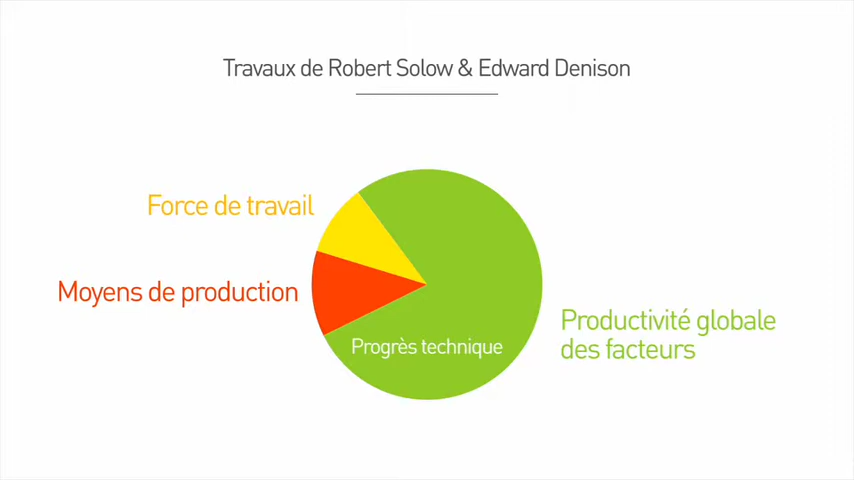 Travaux de Robert Solow & Edward Denison
Force de travail
Moyens de production
Progrès technique
Productivité globale
des facteurs